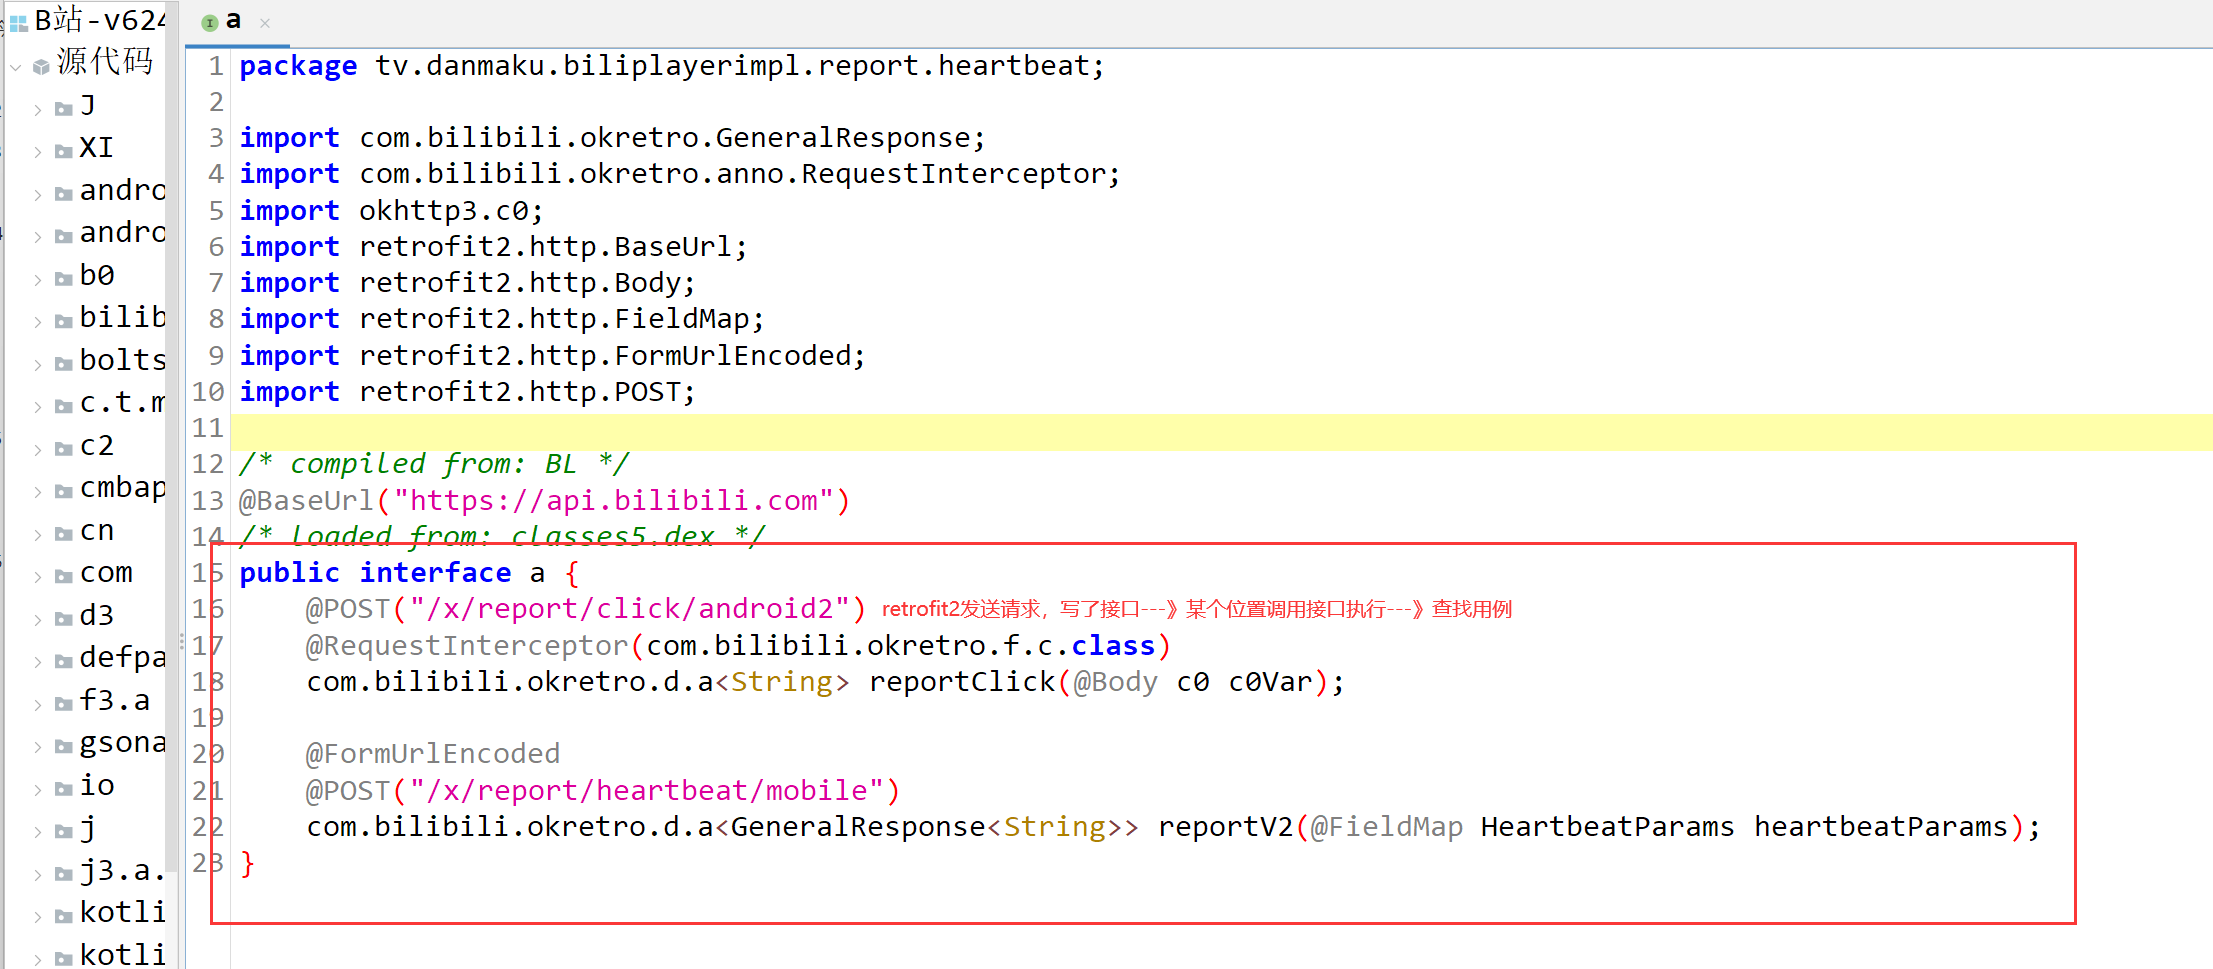 B站-v624
源代码
J
XI
andro
andro
b0
bilib
bolts
c.t.m
c2
cmbap
cn
com
d3
defpa
f3.a
gsona
io
j
j3.a.
kotli
kotli
a ×
1 package tv.danmaku.biliplayerimpl.report.heartbeat;
2
3 import com.bilibili.okretro.GeneralResponse;
4 import com.bilibili.okretro.anno.RequestInterceptor;
5 import okhttp3.c0;
6 import retrofit2.http.BaseUrl;
7 import retrofit2.http.Body;
8 import retrofit2.http.FieldMap;
9 import retrofit2.http.FormUrlEncoded;
10 import retrofit2.http.POST;
11
12 /* compiled from: BL */
13 @BaseUrl("https://api.bilibili.com")
14 /* loaded from: classes5.dex */
15 public interface a {
16 @POST("/x/report/click/android2") retrofit2发送请求，写了接口---》某个位置调用接口执行---》查找用例
17 @RequestInterceptor(com.bilibili.okretro.f.c.class)
18 com.bilibili.okretro.d.a<String> reportClick(@Body c0 c0Var);
19
20 @FormUrlEncoded
21 @POST("/x/report/heartbeat/mobile")
22 com.bilibili.okretro.d.a<GeneralResponse<String>> reportV2(@FieldMap HeartbeatParams heartbeatParams);
23 }